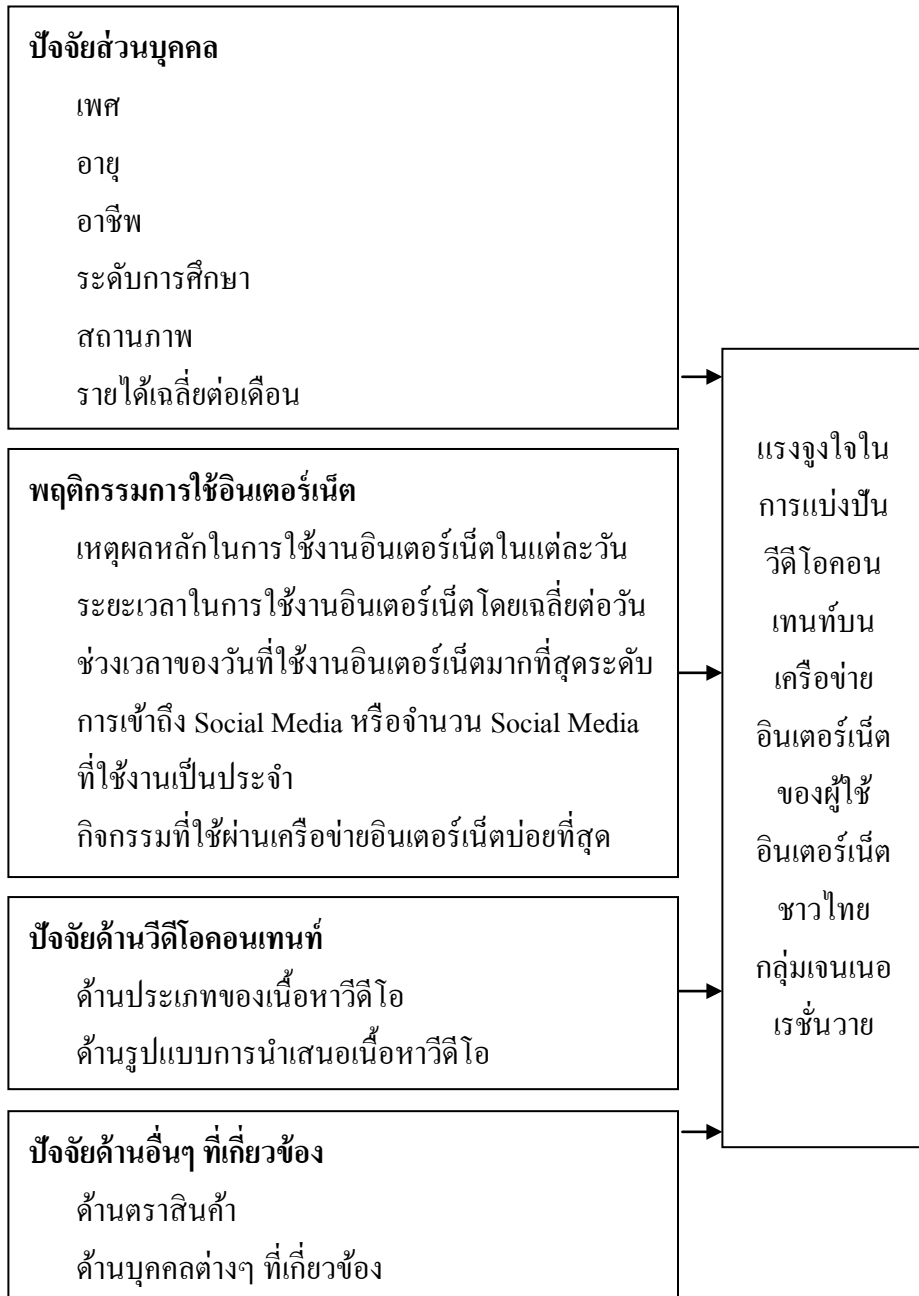 ปัจจัยส่วนบุคคล
เพศ
อายุ
อาชีพ
ระดับการศึกษา
สถานภาพ
รายได้เฉลี่ยต่อเดือน
พฤติกรรมการใช้อินเตอร์เน็ต
เหตุผลหลักในการใช้งานอินเตอร์เน็ตในแต่ละวัน
ระยะเวลาในการใช้งานอินเตอร์เน็ตโดยเฉลี่ยต่อวัน
ช่วงเวลาของวันที่ใช้งานอินเตอร์เน็ตมากที่สุดระดับ
การเข้าถึง Social Media หรือจำนวน Social Media
ที่ใช้งานเป็นประจำ
กิจกรรมที่ใช้ผ่านเครือข่ายอินเตอร์เน็ตบ่อยที่สุด
ปัจจัยด้านวีดีโอคอนเทนท์
ด้านประเภทของเนื้อหาวีดีโอ
ด้านรูปแบบการนำเสนอเนื้อหาวีดีโอ
ปัจจัยด้านอื่นๆ ที่เกี่ยวข้อง
ด้านตราสินค้า
ด้านบุคคลต่างๆ ที่เกี่ยวข้อง
แรงจูงใจใน
การแบ่งปัน
วีดีโอคอน
เทนท์บน
เครือข่าย
อินเตอร์เน็ต
ของผู้ใช้
อินเตอร์เน็ต
ชาวไทย
กลุ่มเจนเนอ
เรชั่นวาย